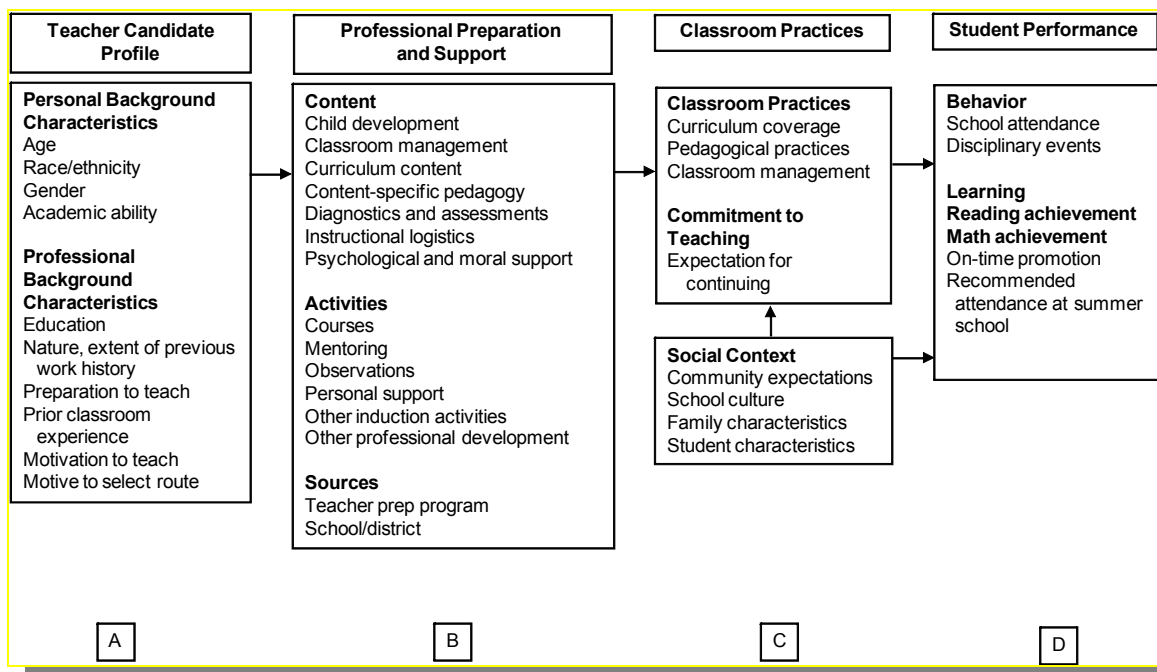 Teacher Candidate
Profile
Professional Preparation
and Support
Classroom Practices
Student Performance
Personal Background
Characteristics
Age
Race/ethnicity
Gender
Academic ability
Professional
Background
Characteristics
Education
Nature, extent of previous
work history
Preparation to teach
Prior classroom
experience
Motivation to teach
Motive to select route
Content
Child development
Classroom management
Curriculum content
Content-specific pedagogy
Diagnostics and assessments
Instructional logistics
Psychological and moral support
Activities
Courses
Mentoring
Observations
Personal support
Other induction activities
Other professional development
Sources
Teacher prep program
School/district
Classroom Practices
Curriculum coverage
Pedagogical practices
Classroom management
Commitment to
Teaching
Expectation for
continuing
Social Context
Community expectations
School culture
Family characteristics
Student characteristics
Behavior
School attendance
Disciplinary events
Learning
Reading achievement
Math achievement
On-time promotion
Recommended
attendance at summer
school
A
B
C
D